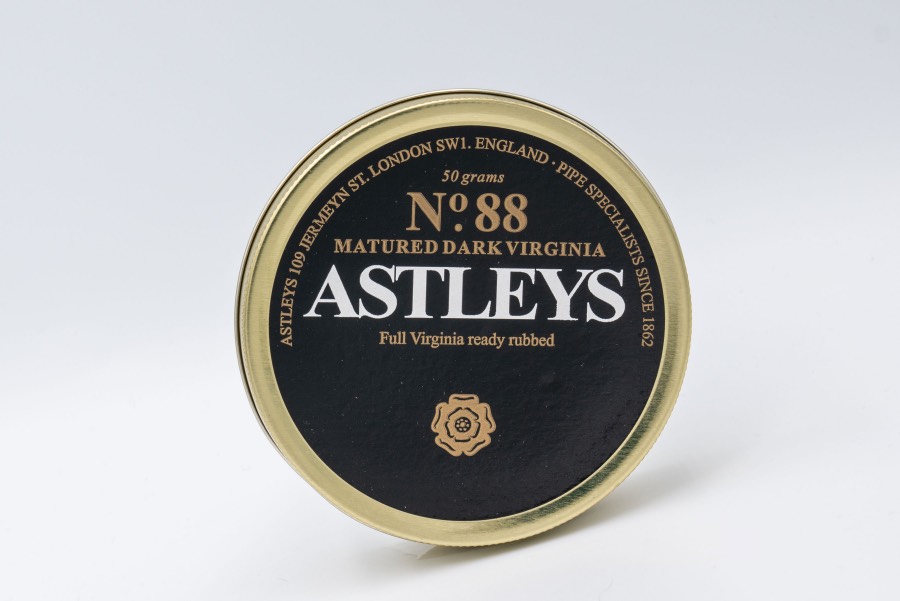 ASTLEYS 109 JERMEYN ST. LONDON SW1. ENGLAND · PIPE SPECIALISTS SINCE 1862
50 grams
Nº. 88
MATURED DARK VIRGINIA
ASTLEYS
Full Virginia ready rubbed